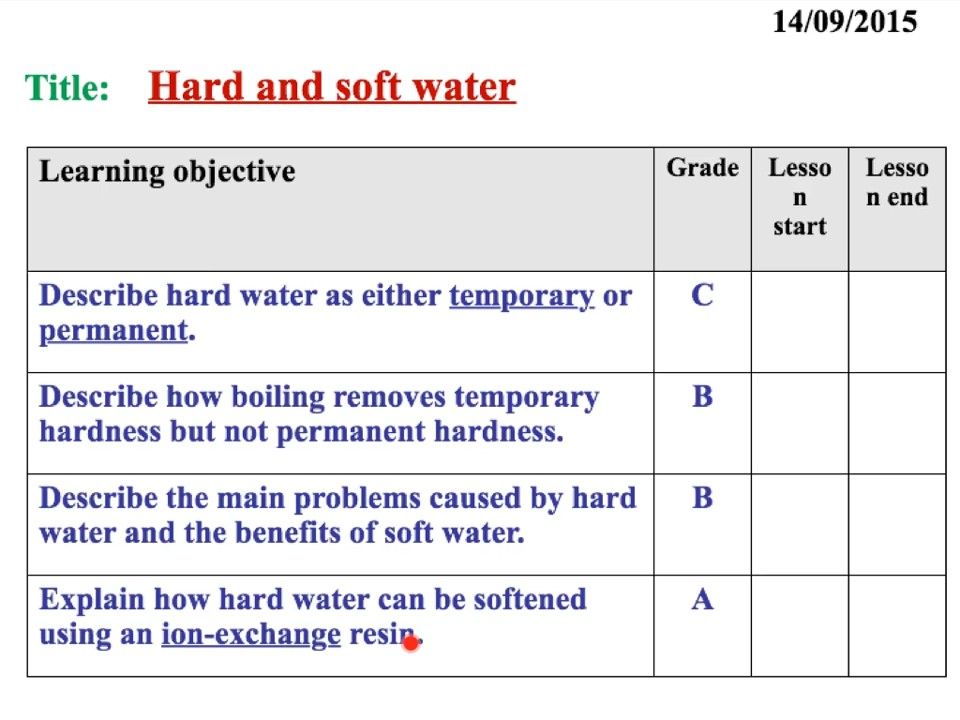 14/09/2015
Title: Hard and soft water
Learning objective
Grade
Lesso
n
start
Lesso
n end
Describe hard water as either temporary or
permanent.
C
Describe how boiling removes temporary
hardness but not permanent hardness.
B
Describe the main problems caused by hard
water and the benefits of soft water.
B
Explain how hard water can be softened
using an ion-exchange resin.
A